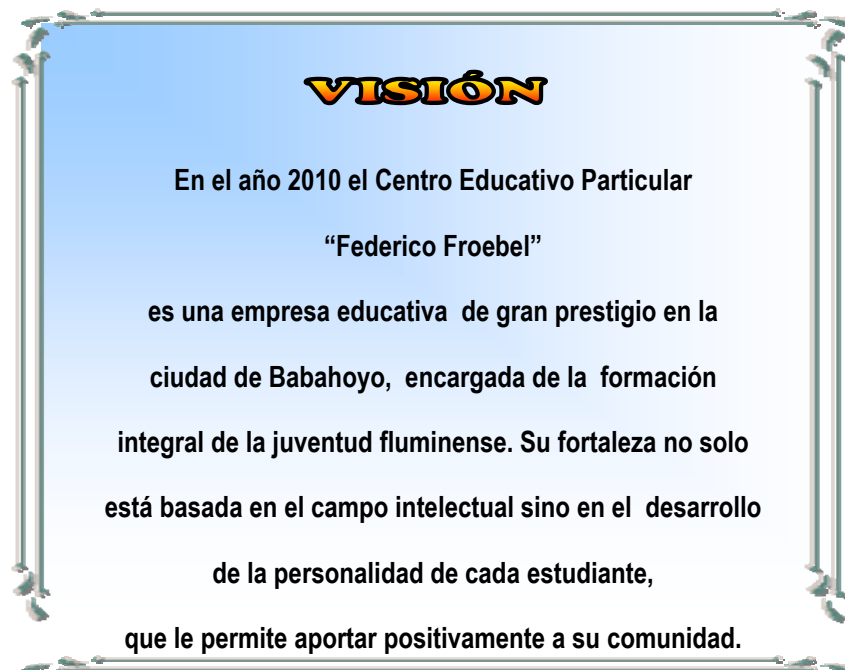 VISIÓN
En el año 2010 el Centro Educativo Particular
“Federico Froebel”
es una empresa educativa de gran prestigio en la
ciudad de Babahoyo, encargada de la formación
integral de la juventud fluminense. Su fortaleza no solo
está basada en el campo intelectual sino en el desarrollo
de la personalidad de cada estudiante,
que le permite aportar positivamente a su comunidad.